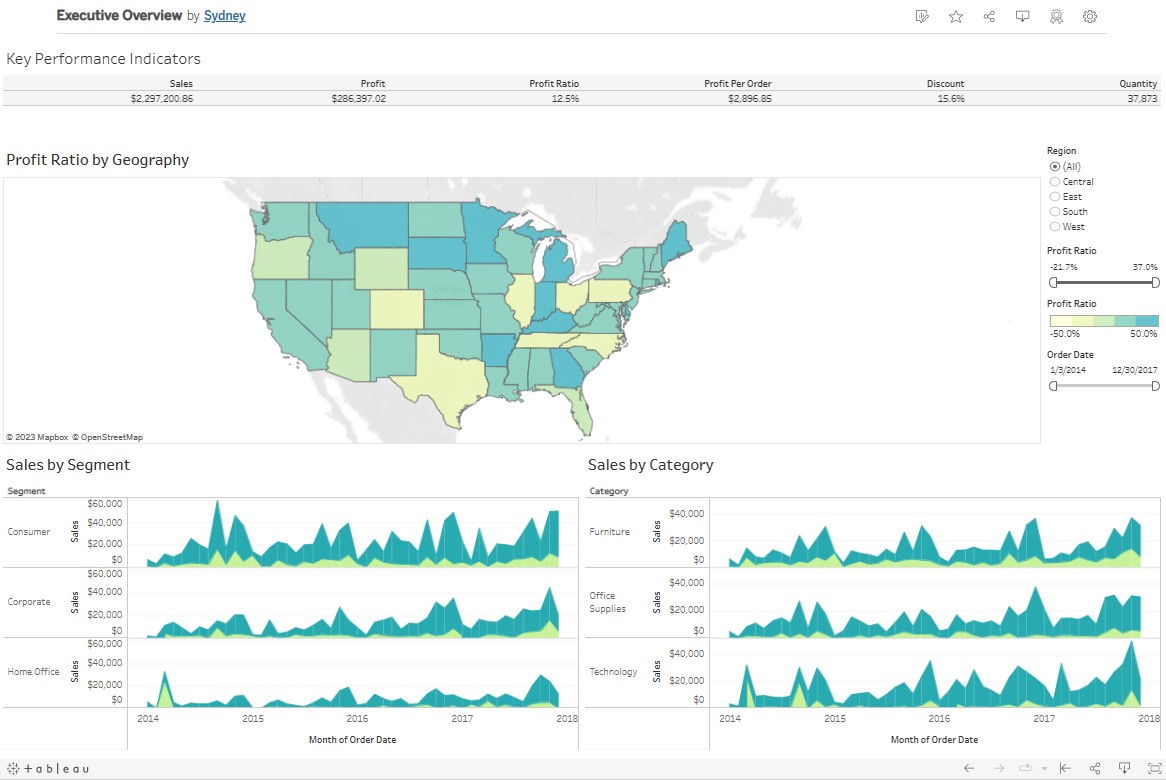 Executive Overview by Sydney
Key Performance Indicators
Sales Profit Profit Ratio Profit Per Order Discount Quantity
$2,297,200.86 $286,397.02 12.5% $2,896.85 15.6% 37,873
Profit Ratio by Geography
United
© 2023 Mapbox © OpenStreetMap
Region
(All)
Central
East
South
West
Profit Ratio
-21.7% 37.0%
Profit Ratio
-50.0% 50.0%
Order Date
1/3/2014 12/30/2017
Sales by Segment
Segment
Consumer
Sales
$60,000
$40,000
$20,000
$0
Corporate
Sales
$60,000
$40,000
$20,000
$0
Home Office
Sales
$60,000
$40,000
$20,000
$0
2014 2015 2016 2017 2018
Month of Order Date
Sales by Category
Category
Furniture
Sales
$40,000
$20,000
$0
Office
Supplies
Sales
$40,000
$20,000
$0
Technology
Sales
$40,000
$20,000
$0
2014 2015 2016 2017 2018
Month of Order Date
+ a b l e a u